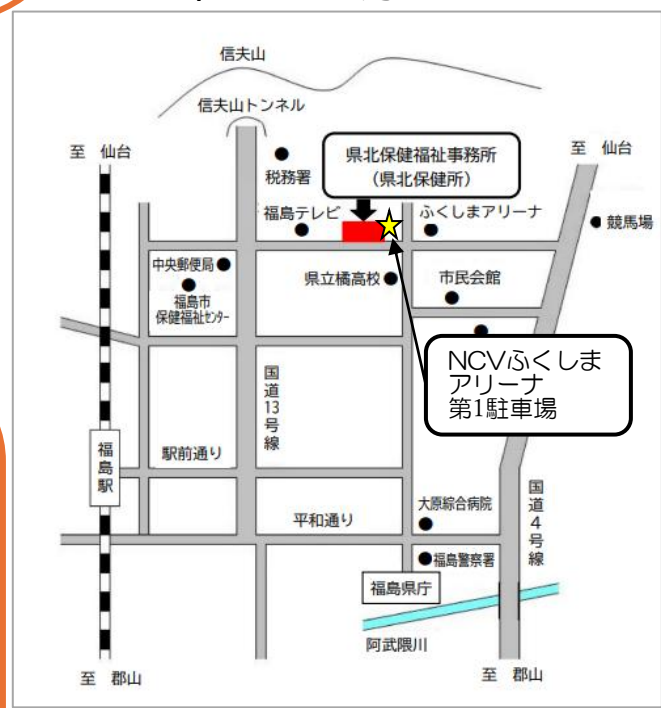 信夫山
信夫山トンネル
至 仙台
税務署
県北保健福祉事務所
(県北保健所)
至 仙台
福島テレビ
ふくしまアリーナ
競馬場
中央郵便局
福島市
保健福祉センター
県立橘高校
市民会館
NCVふくしま
アリーナ
第1駐車場
国道13号線
駅前通り
福島駅
平和通り
大原綜合病院
国道4号線
福島警察署
福島県庁
阿武隈川
至 郡山
至 郡山